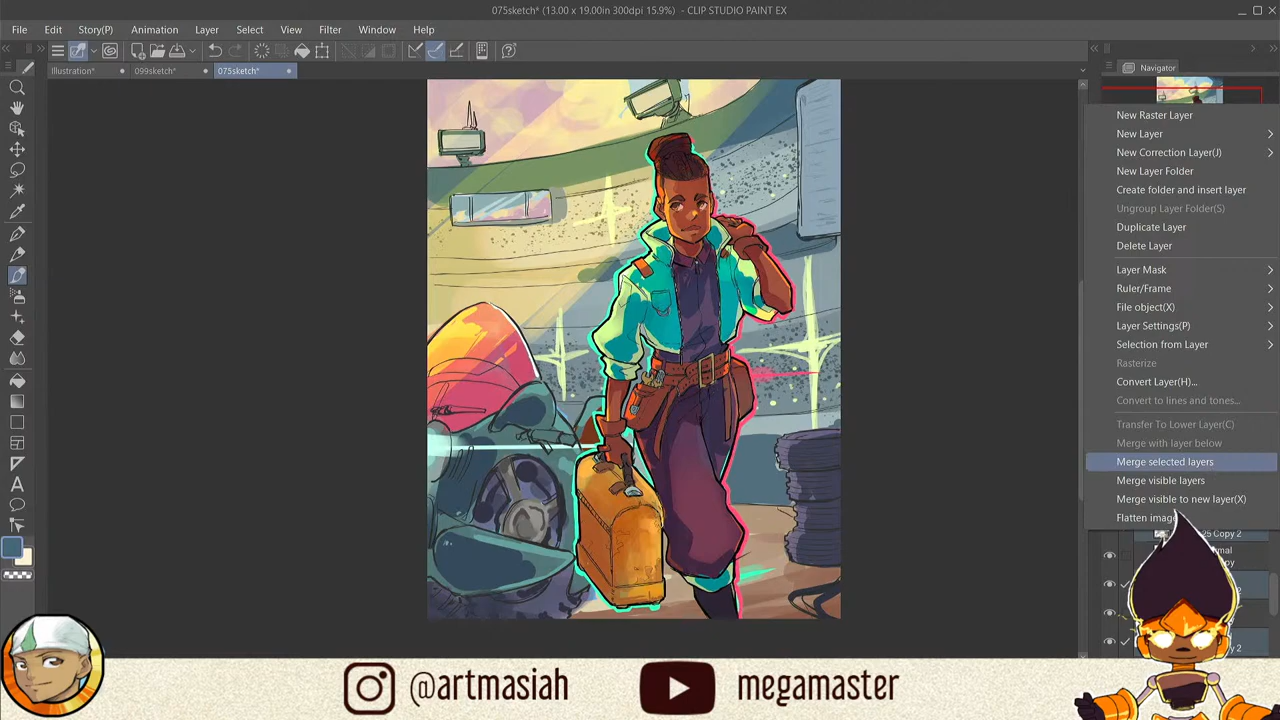 075sketch* (13.00 x 19.00in 300dpi 15.9%) - CLIP STUDIO PAINT EX
File Edit Story(P) Animation Layer Select View Filter Window Help
Illustration* 099sketch* 075sketch*
Navigator
New Raster Layer
New Layer
New Correction Layer(J)
New Layer Folder
Create folder and insert layer
Ungroup Layer Folder(S)
Duplicate Layer
Delete Layer
Layer Mask
Ruler/Frame
File object(X)
Layer Settings(P)
Selection from Layer
Rasterize
Convert Layer(H)...
Convert to lines and tones...
Transfer To Lower Layer(C)
Merge with layer below
Merge selected layers
Merge visible layers
Merge visible to new layer(X)
Flatten image
25 Copy 2
@artmasiah megamaster